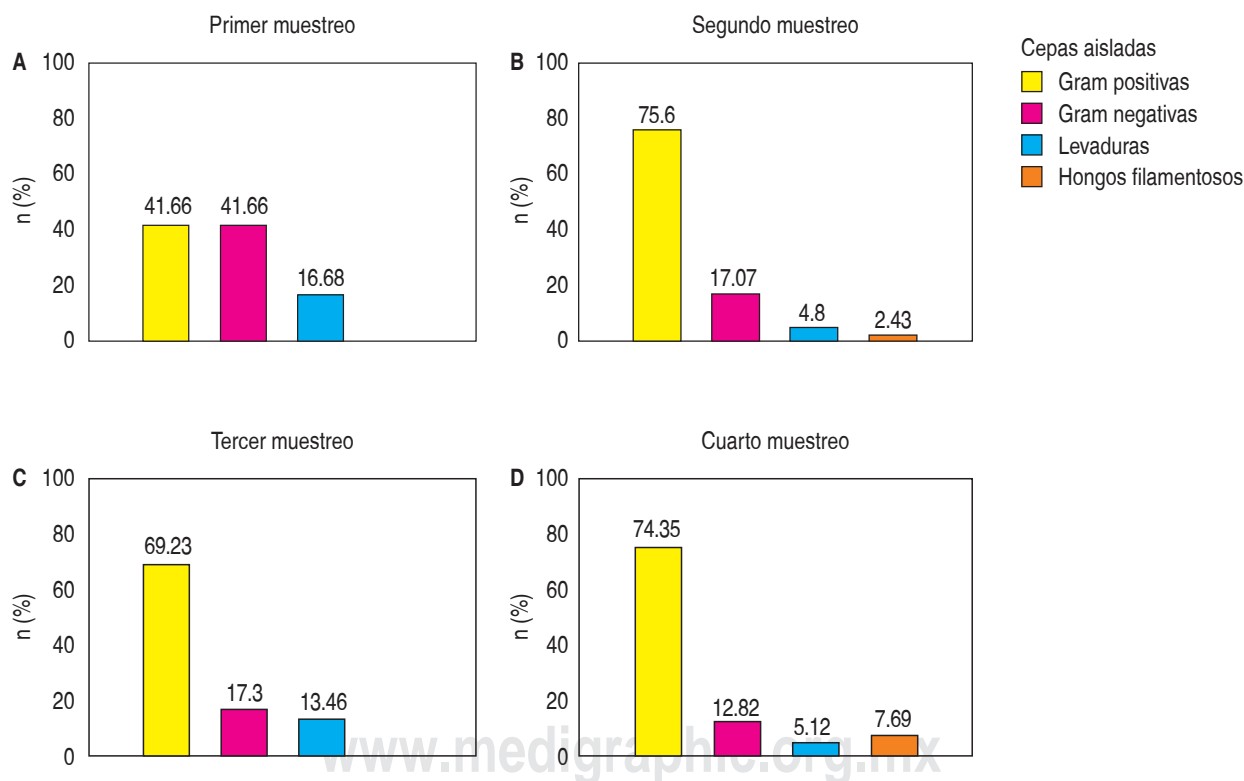 Primer muestreo
A
100
80
60
40
20
0
n (%)
41.66
41.66
16.68
Segundo muestreo
B
100
80
60
40
20
0
n (%)
75.6
17.07
4.8
2.43
Cepas aisladas
Gram positivas
Gram negativas
Levaduras
Hongos filamentosos
Tercer muestreo
C
100
80
60
40
20
0
n (%)
69.23
17.3
13.46
Cuarto muestreo
D
100
80
60
40
20
0
n (%)
74.35
12.82
5.12
7.69
www.medigraphic.org.mx